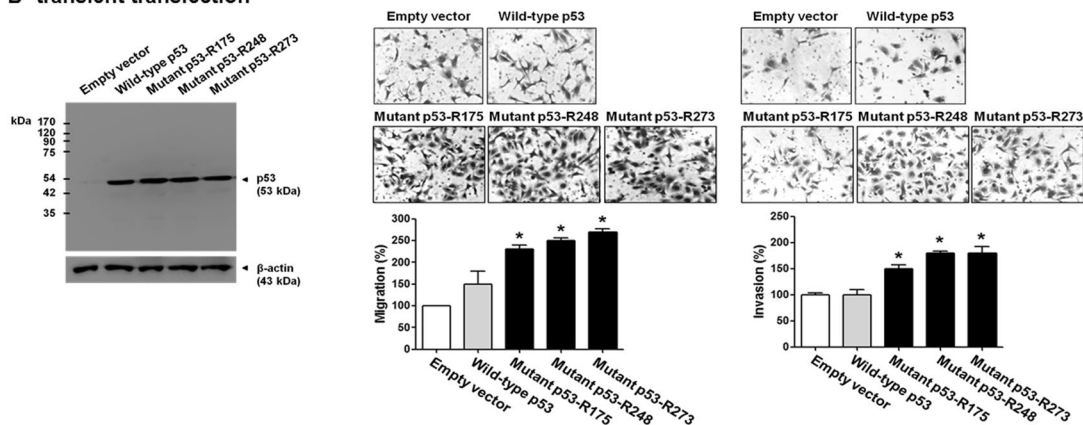 B transient transfection
Empty vector
Wild-type p53
Mutant p53-R175
Mutant p53-R248
Mutant p53-R273
kDa
170
120
90
75
54
42
35
p53
(53 kDa)
β-actin
(43 kDa)
Empty vector Wild-type p53
Mutant p53-R175 Mutant p53-R248 Mutant p53-R273
Migration (%)
300
250
200
150
100
50
0
* * *
Empty vector
Wild-type p53
Mutant p53-R175
Mutant p53-R248
Mutant p53-R273
Empty vector Wild-type p53
Mutant p53-R175 Mutant p53-R248 Mutant p53-R273
Invasion (%)
250
200
150
100
50
0
* * *
Empty vector
Wild-type p53
Mutant p53-R175
Mutant p53-R248
Mutant p53-R273